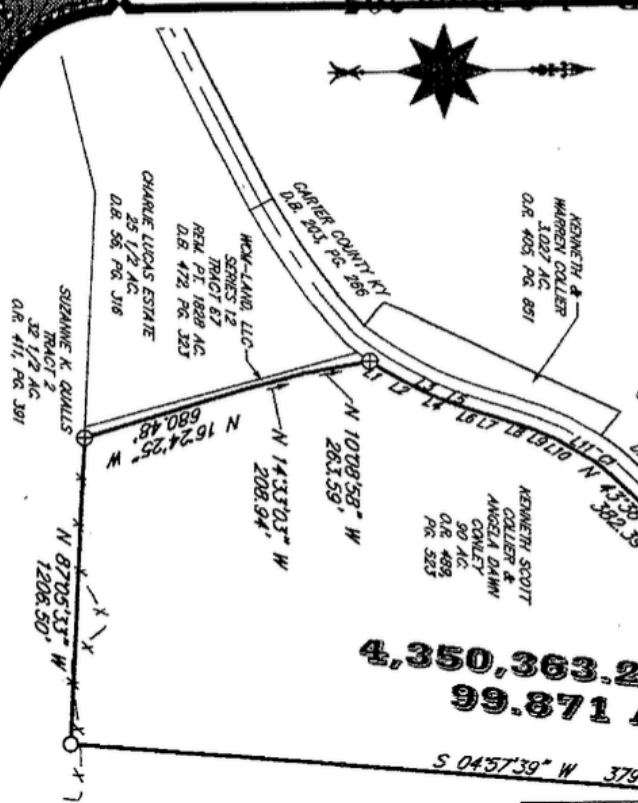 KENNETH &
WARREN COLLIER
3.027 AC.
O.R. 405, PG. 851
CARTER COUNTY KY
D.B. 203, PG. 266
WCM-LAND, LLC
SERIES 12
TRACT 67
REM. PT. 1828 AC.
D.B. 472, PG. 323
CHARLIE LUCAS ESTATE
25 1/2 AC.
D.B. 56, PG. 316
SUZANNE K. QUALLS
TRACT 2
32 1/2 AC.
O.R. 411, PG. 391
L1
L2
L3
L4
L5
L6
L7
L8
L9
L10
L11
C1
N 10°08'58" W
263.59'
N 14°33'03" W
208.94'
N 16°24'25" W
680.48'
KENNETH SCOTT
COLLIER &
ANGELA DAWN
CONLEY
90 AC.
O.R. 489,
PG. 523
4,350,363.2
99.871
N 87°05'33" W
1206.50'
S 04°57'39" W 379